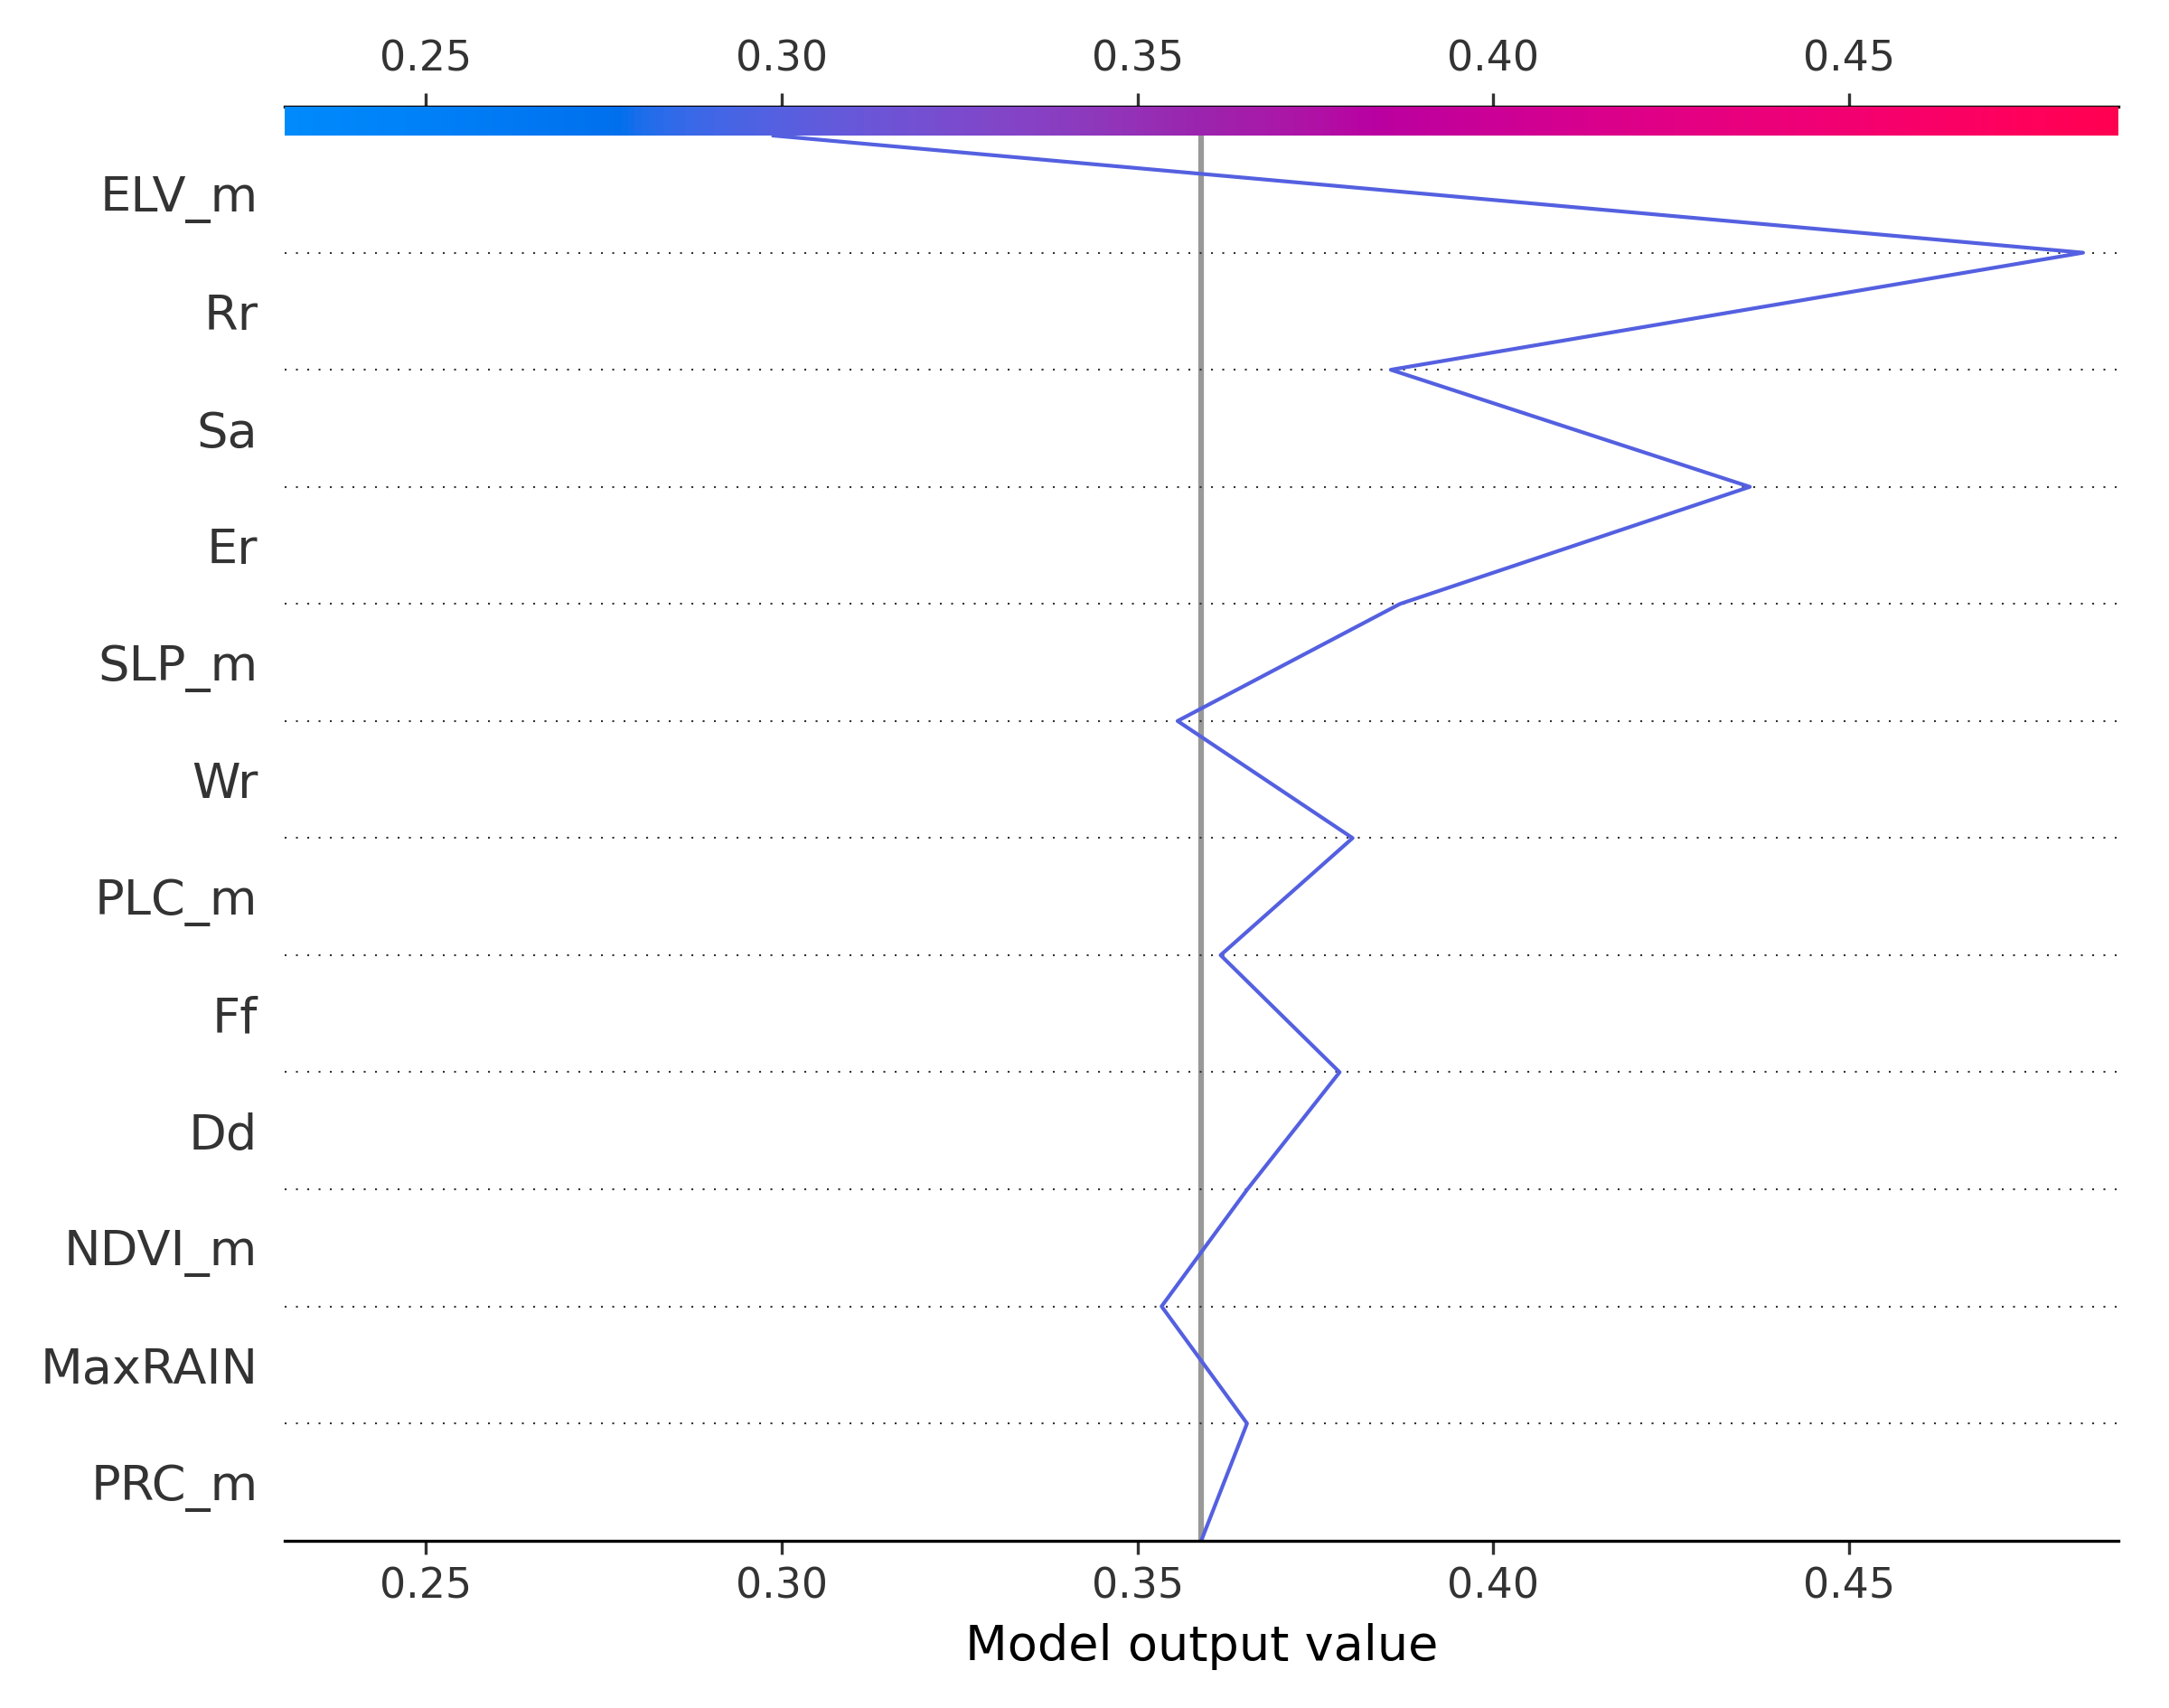 0.25 0.30 0.35 0.40 0.45
ELV_m
Rr
Sa
Er
SLP_m
Wr
PLC_m
Ff
Dd
NDVI_m
MaxRAIN
PRC_m
0.25 0.30 0.35 0.40 0.45
Model output value